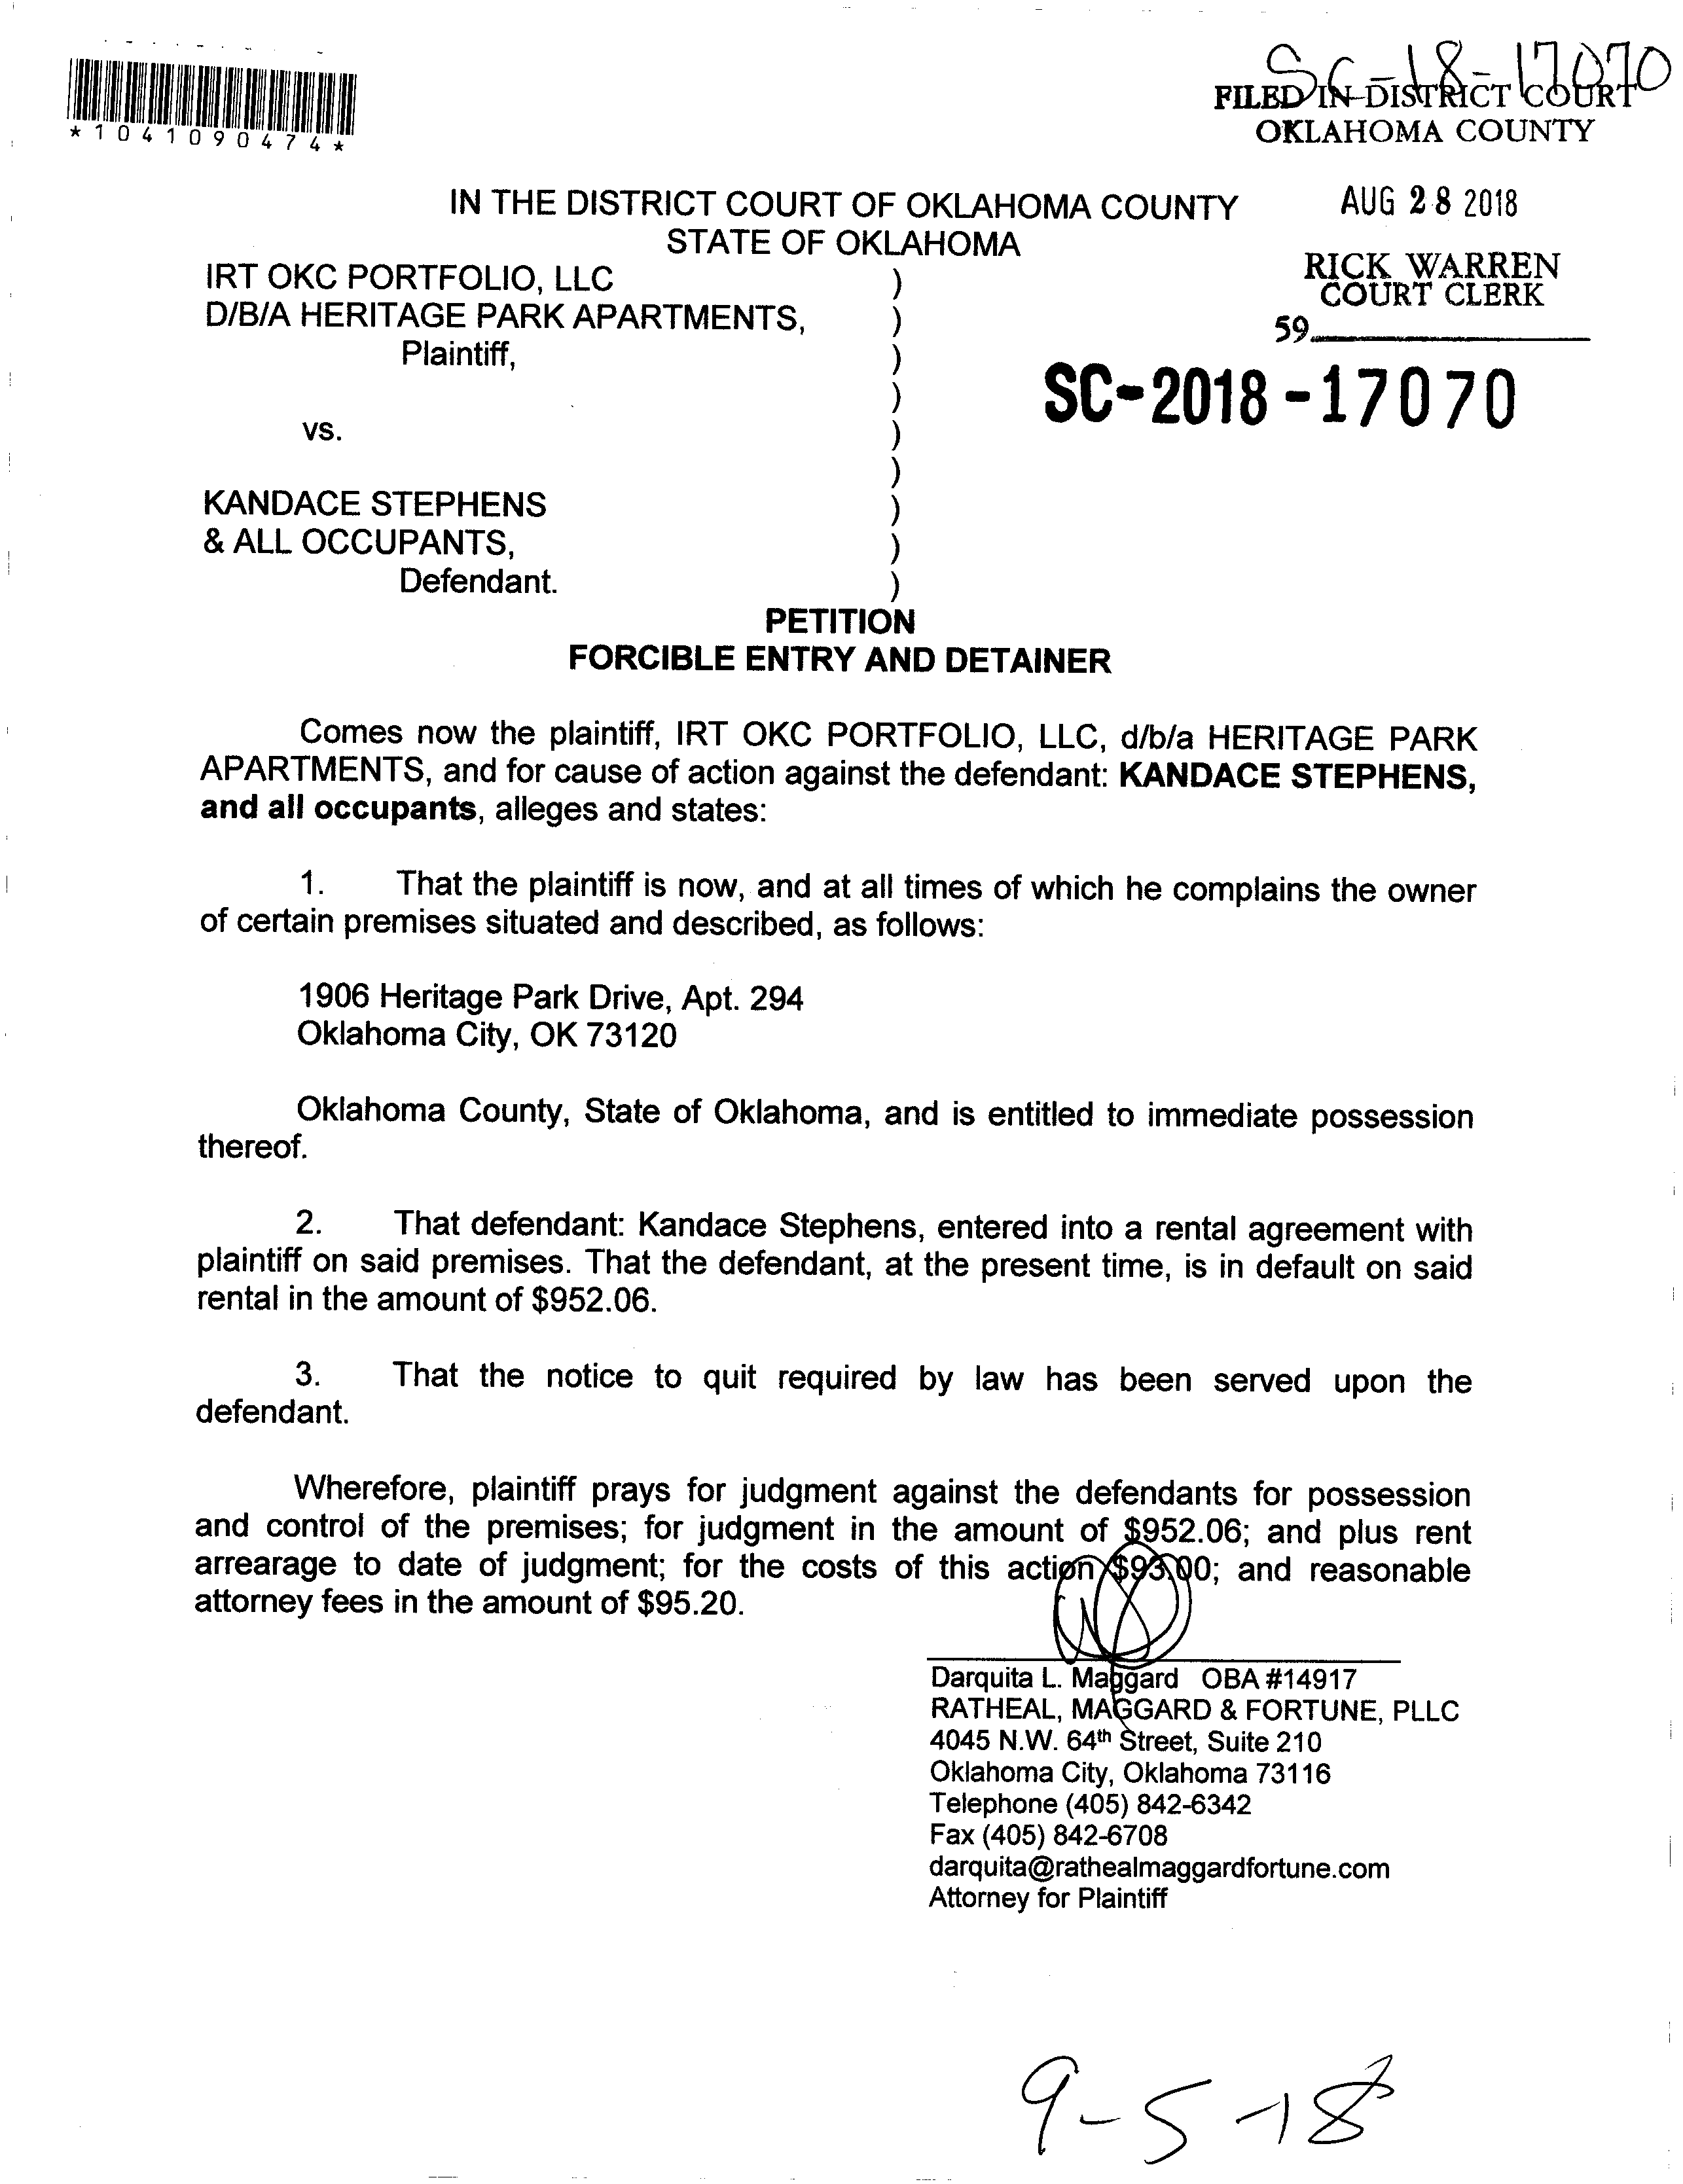 SC-18-17070
FILED IN DISTRICT COURT
OKLAHOMA COUNTY
*1041090474*
IN THE DISTRICT COURT OF OKLAHOMA COUNTY
AUG 28 2018
STATE OF OKLAHOMA
IRT OKC PORTFOLIO, LLC )
D/B/A HERITAGE PARK APARTMENTS, )
Plaintiff, )
)
vs. )
)
KANDACE STEPHENS )
& ALL OCCUPANTS, )
Defendant. )
RICK WARREN
COURT CLERK
59
SC-2018-17070
PETITION
FORCIBLE ENTRY AND DETAINER
Comes now the plaintiff, IRT OKC PORTFOLIO, LLC, d/b/a HERITAGE PARK
APARTMENTS, and for cause of action against the defendant: KANDACE STEPHENS,
and all occupants, alleges and states:
1. That the plaintiff is now, and at all times of which he complains the owner
of certain premises situated and described, as follows:
1906 Heritage Park Drive, Apt. 294
Oklahoma City, OK 73120
Oklahoma County, State of Oklahoma, and is entitled to immediate possession
thereof.
2. That defendant: Kandace Stephens, entered into a rental agreement with
plaintiff on said premises. That the defendant, at the present time, is in default on said
rental in the amount of $952.06.
3. That the notice to quit required by law has been served upon the
defendant.
Wherefore, plaintiff prays for judgment against the defendants for possession
and control of the premises; for judgment in the amount of $952.06; and plus rent
arrearage to date of judgment; for the costs of this action $93.00; and reasonable
attorney fees in the amount of $95.20.
Darquita L. Maggard OBA #14917
RATHEAL, MAGGARD & FORTUNE, PLLC
4045 N.W. 64th Street, Suite 210
Oklahoma City, Oklahoma 73116
Telephone (405) 842-6342
Fax (405) 842-6708
darquita@rathealmaggardfortune.com
Attorney for Plaintiff
9-5-18